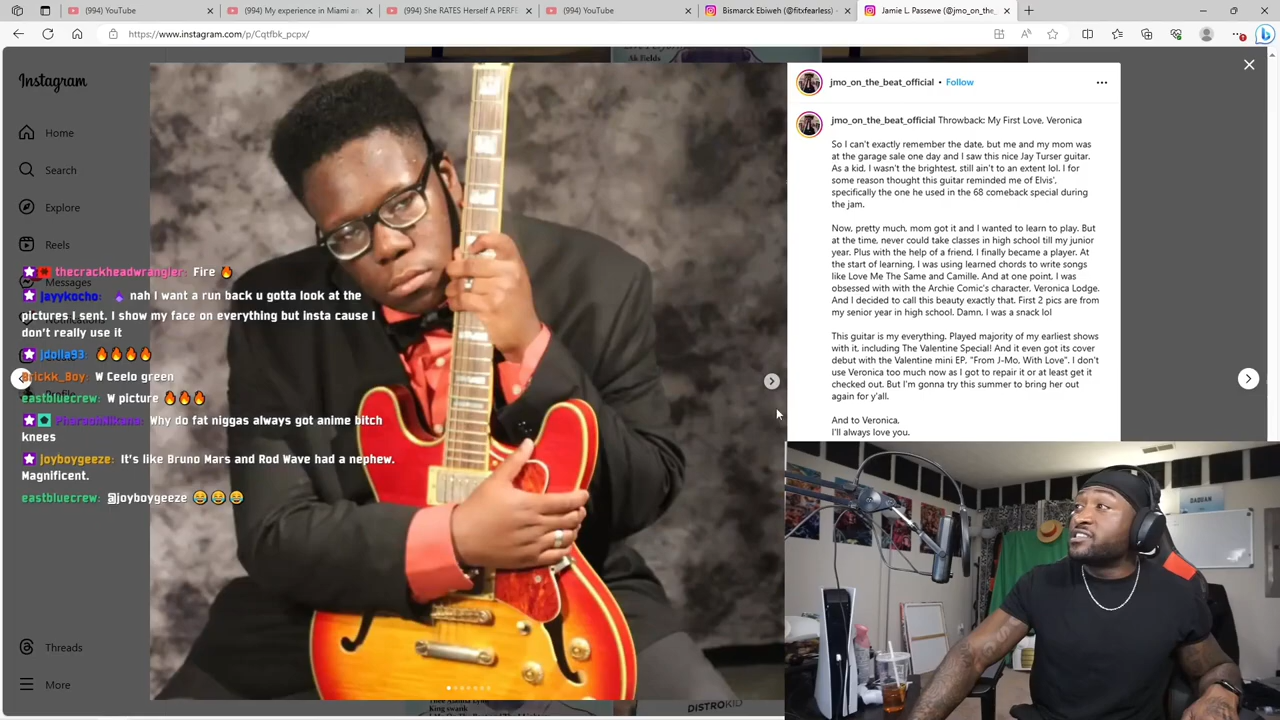 (994) YouTube
(994) My experience in Miami an
(994) She RATES Herself A PERFE
(994) YouTube
Bismarck Ebiweh (@fitxfearless) •
Jamie L. Passewe (@jmo_on_the_
https://www.instagram.com/p/Cqtfbk_pcpx/
Ak Fields
Instagram
Home
Search
Explore
Reels
Messages
thecrackheadwrangler: Fire
jayykocho: nah I want a run back u gotta look at the
pictures I sent. I show my face on everything but insta cause I
don't really use it
jdolla93:
Brickk_Boy: W Ceelo green
eastbluecrew: W picture
PharaohNikana: Why do fat niggas always got anime bitch
knees
joyboygeeze: It's like Bruno Mars and Rod Wave had a nephew.
Magnificent.
eastbluecrew: @joyboygeeze
Threads
More
jmo_on_the_beat_official • Follow
jmo_on_the_beat_official Throwback: My First Love, Veronica
So I can't exactly remember the date, but me and my mom was
at the garage sale one day and I saw this nice Jay Turser guitar.
As a kid, I wasn't the brightest, still ain't to an extent lol. I for
some reason thought this guitar reminded me of Elvis',
specifically the one he used in the 68 comeback special during
the jam.
Now, pretty much, mom got it and I wanted to learn to play. But
at the time, never could take classes in high school till my junior
year. Plus with the help of a friend, I finally became a player. At
the start of learning, I was using learned chords to write songs
like Love Me The Same and Camille. And at one point, I was
obsessed with with the Archie Comic's character, Veronica Lodge.
And I decided to call this beauty exactly that. First 2 pics are from
my senior year in high school. Damn, I was a snack lol
This guitar is my everything. Played majority of my earliest shows
with it, including The Valentine Special! And it even got its cover
debut with the Valentine mini EP, "From J-Mo, With Love". I don't
use Veronica too much now as I got to repair it or at least get it
checked out. But I'm gonna try this summer to bring her out
again for y'all.
And to Veronica,
I'll always love you.
King swank
DISTROKID
DADEAN